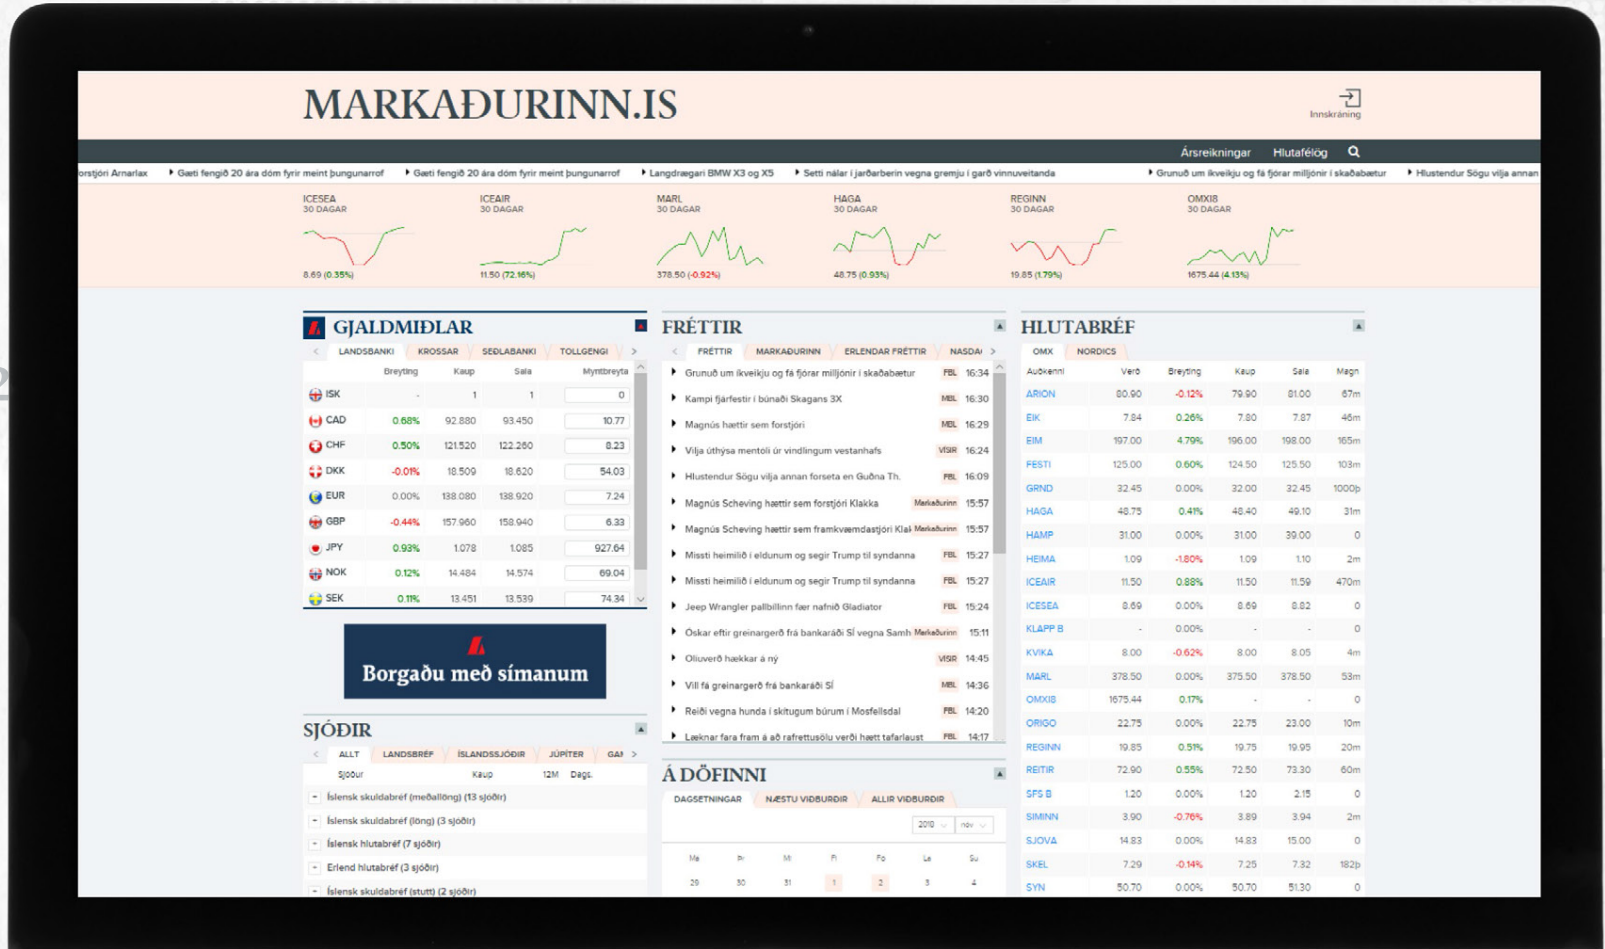 MARKAÐURINN.IS
Innskráning
Ársreikningar Hlutafélög
orstjóri Arnarlax Gæti fengið 20 ára dóm fyrir meint þungunarrof Gæti fengið 20 ára dóm fyrir meint þungunarrof Langdrægari BMW X3 og X5 Setti nálar í jarðarberin vegna gremju í garð vinnuveitanda Grunuð um íkveikju og fá fjórar milljónir í skaðabætur Hlustendur Sögu vilja annan
ICESEA
30 DAGAR
8.69 (0.35%)
ICEAIR
30 DAGAR
11.50 (72.16%)
MARL
30 DAGAR
378.50 (-0.92%)
HAGA
30 DAGAR
48.75 (0.93%)
REGINN
30 DAGAR
19.85 (1.79%)
OMXI8
30 DAGAR
1675.44 (4.13%)
2
GJALDMIÐLAR
< LANDSBANKI KROSSAR SEÐLABANKI TOLLGENGI >
Breyting Kaup Sala Myntbreyta
ISK - 1 1 0
CAD 0.68% 92.880 93.450 10.77
CHF 0.50% 121.520 122.260 8.23
DKK -0.01% 18.509 18.620 54.03
EUR 0.00% 138.080 138.920 7.24
GBP -0.44% 157.960 158.940 6.33
JPY 0.93% 1.078 1.085 927.64
NOK 0.12% 14.484 14.574 69.04
SEK 0.11% 13.451 13.539 74.34
Borgaðu með símanum
SJÓÐIR
< ALLT LANDSBRÉF ÍSLANDSSJÓÐIR JÚPÍTER GAM >
Sjóður Kaup 12M Dags.
Íslensk skuldabréf (meðallöng) (13 sjóðir)
Íslensk skuldabréf (löng) (3 sjóðir)
Íslensk hlutabréf (7 sjóðir)
Erlend hlutabréf (3 sjóðir)
Íslensk skuldabréf (stutt) (2 sjóðir)
FRÉTTIR
< FRÉTTIR MARKAÐURINN ERLENDAR FRÉTTIR NASDA >
Grunuð um íkveikju og fá fjórar milljónir í skaðabætur FBL 16:34
Kampi fjárfestir í búnaði Skagans 3X MBL 16:30
Magnús hættir sem forstjóri MBL 16:29
Vilja úthýsa mentóli úr vindlingum vestanhafs VÍSIR 16:24
Hlustendur Sögu vilja annan forseta en Guðna Th. FBL 16:09
Magnús Scheving hættir sem forstjóri Klakka Markaðurinn 15:57
Magnús Scheving hættir sem framkvæmdastjóri Klak Markaðurinn 15:57
Missti heimilið í eldunum og segir Trump til syndanna FBL 15:27
Missti heimilið í eldunum og segir Trump til syndanna FBL 15:27
Jeep Wrangler pallbíllinn fær nafnið Gladiator FBL 15:24
Óskar eftir greinargerð frá bankaráði SÍ vegna Samh Markaðurinn 15:11
Olíuverð hækkar á ný VÍSIR 14:45
Vill fá greinargerð frá bankaráði SÍ MBL 14:36
Reiði vegna hunda í skítugum búrum í Mosfellsdal FBL 14:20
Læknar fara fram á að rafrettusölu verði hætt tafarlaust FBL 14:17
Á DÖFINNI
DAGSETNINGAR NÆSTU VIÐBURÐIR ALLIR VIÐBURÐIR
2018 nóv
Má Þr Mi Fi Fö La Su
29 30 31 1 2 3 4
HLUTABRÉF
OMX NORDICS
Auðkenni Verð Breyting Kaup Sala Magn
ARION 80.90 -0.12% 79.90 81.00 67m
EIK 7.84 0.26% 7.80 7.87 46m
EIM 197.00 4.79% 196.00 198.00 165m
FESTI 125.00 0.60% 124.50 125.50 103m
GRND 32.45 0.00% 32.00 32.45 1000þ
HAGA 48.75 0.41% 48.40 49.10 31m
HAMP 31.00 0.00% 31.00 39.00 0
HEIMA 1.09 -1.80% 1.09 1.10 2m
ICEAIR 11.50 0.88% 11.50 11.59 470m
ICESEA 8.69 0.00% 8.69 8.82 0
KLAPP B - 0.00% - - 0
KVIKA 8.00 -0.62% 8.00 8.05 4m
MARL 378.50 0.00% 375.50 378.50 53m
OMXI8 1675.44 0.17% - - 0
ORIGO 22.75 0.00% 22.75 23.00 10m
REGINN 19.85 0.51% 19.75 19.95 20m
REITIR 72.90 0.55% 72.50 73.30 60m
SFS B 1.20 0.00% 1.20 2.15 0
SIMINN 3.90 -0.76% 3.89 3.94 2m
SJOVA 14.83 0.00% 14.83 15.00 0
SKEL 7.29 -0.14% 7.25 7.32 182þ
SYN 50.70 0.00% 50.70 51.30 0